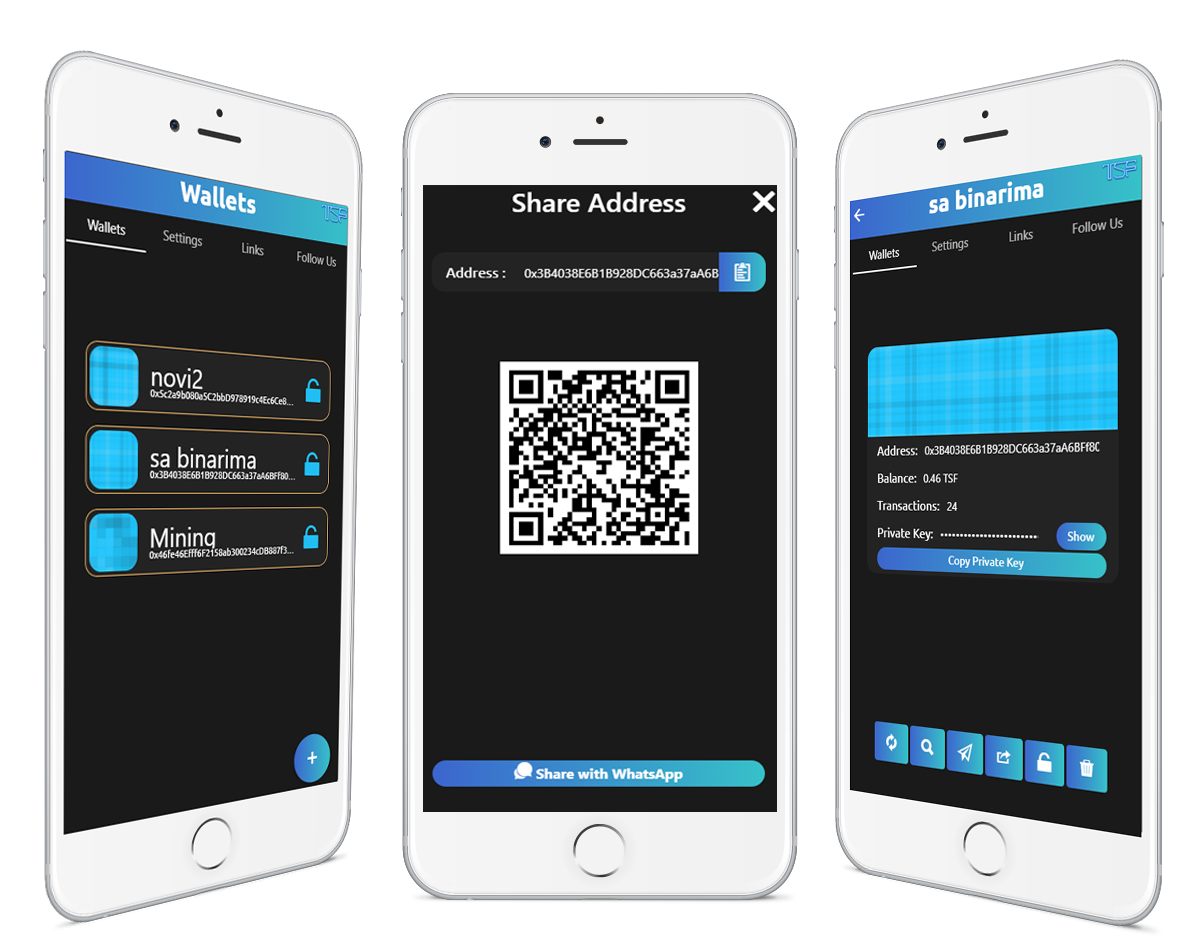 Wallets
TSF
Wallets
Settings
Links
Follow Us
novi2
0x5c2a9b080a5C2bbD978919c4Ec6Ce8...
sa binarima
0x3B4038E6B1B928DC663a37aA6BFf80...
Mining
0x46fe46Efff6F2158ab300234cDB887f3...
+
Share Address
Address : 0x3B4038E6B1B928DC663a37aA6B
Share with WhatsApp
TSF
sa binarima
Wallets
Settings
Links
Follow Us
Address: 0x3B4038E6B1B928DC663a37aA6BFf80
Balance: 0.46 TSF
Transactions: 24
Private Key: Show
Copy Private Key